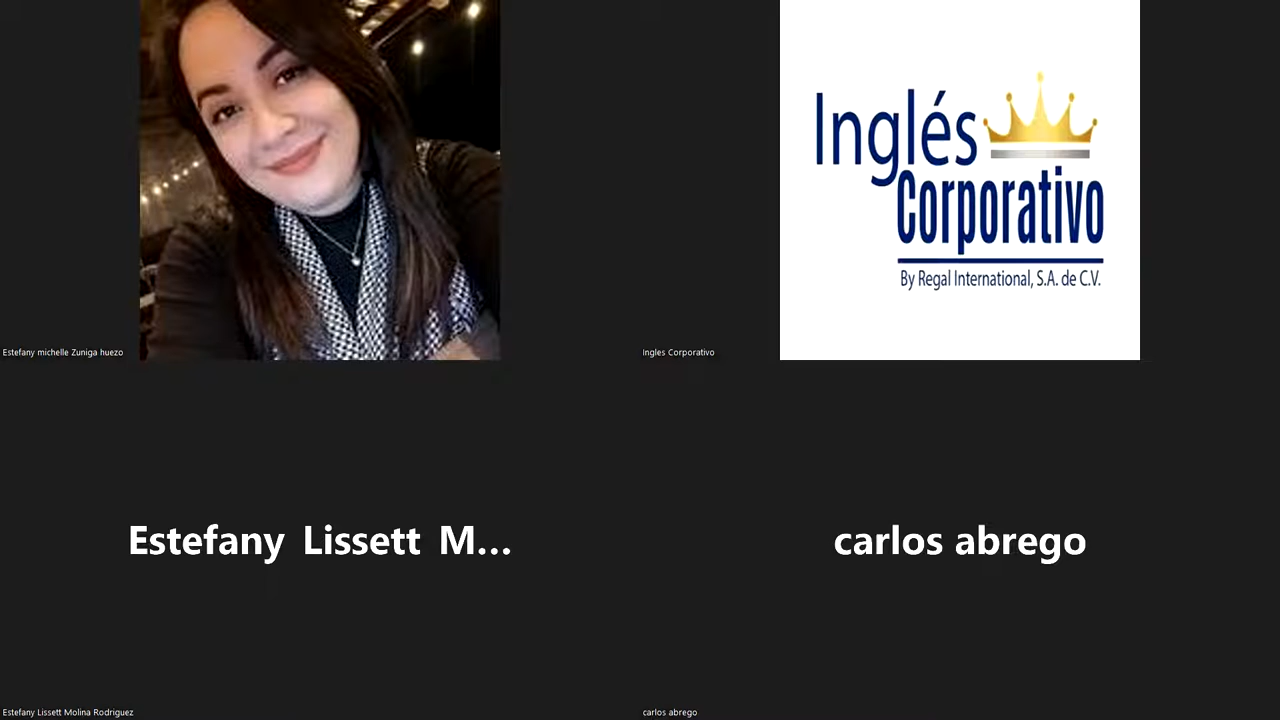 Inglés
Corporativo
By Regal International, S.A. de C.V.
Estefany michelle Zuniga huezo
Ingles Corporativo
Estefany Lissett M...
carlos abrego
Estefany Lissett Molina Rodriguez
carlos abrego